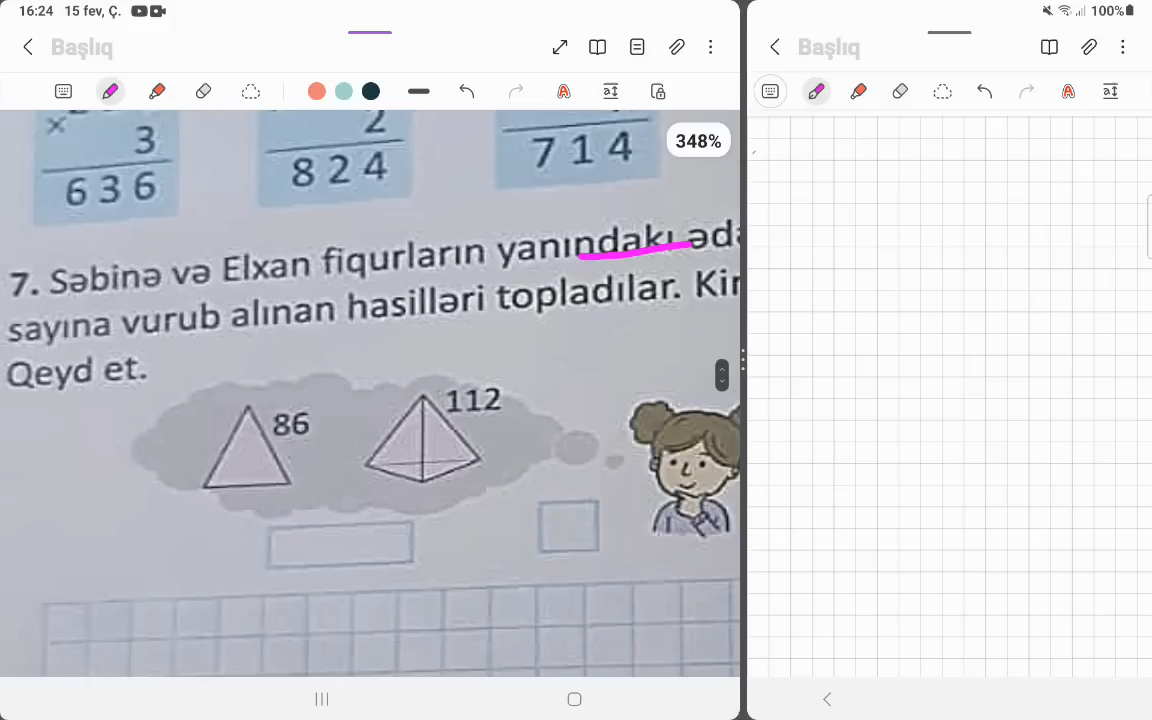 16:24 15 fev, Ç. 100%
Başlıq
Başlıq
348%
× 3
636
2
824
714
7. Səbinə və Elxan fiqurların yanındakı
sayına vurub alınan hasilləri topladılar.
Qeyd et.
86
112